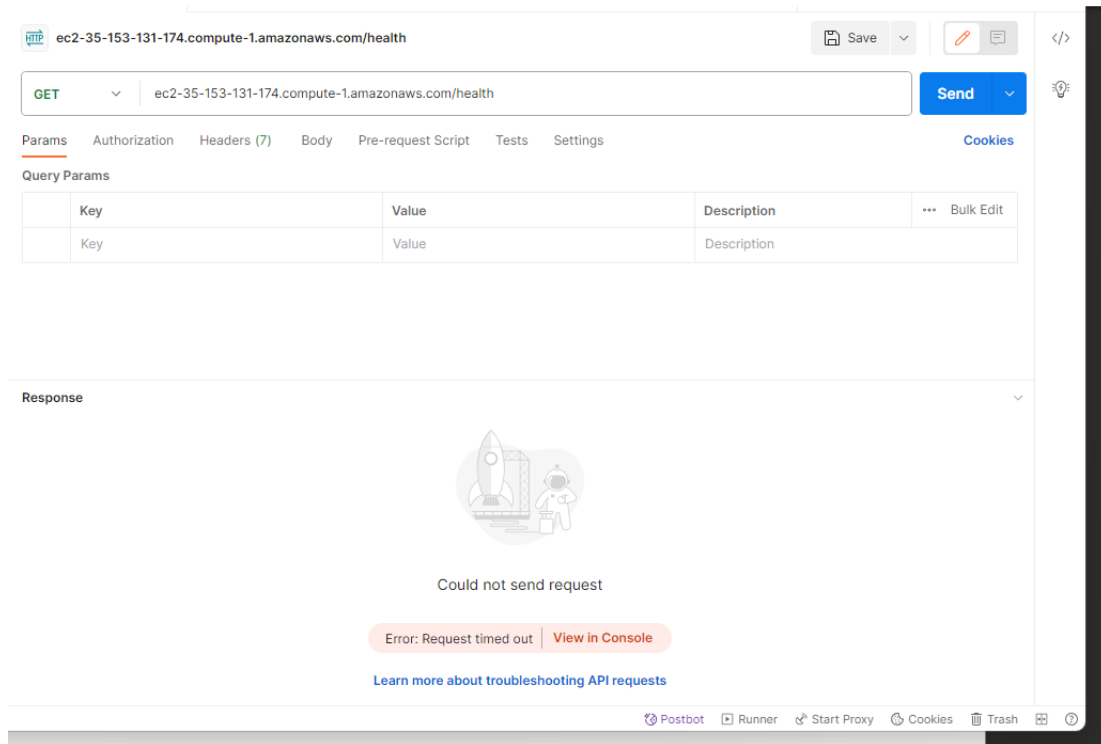 HTTP ec2-35-153-131-174.compute-1.amazonaws.com/health Save
GET ec2-35-153-131-174.compute-1.amazonaws.com/health Send
Params Authorization Headers (7) Body Pre-request Script Tests Settings Cookies
Query Params
Key Value Description ••• Bulk Edit
Key Value Description
Response
Could not send request
Error: Request timed out View in Console
Learn more about troubleshooting API requests
Postbot Runner Start Proxy Cookies Trash